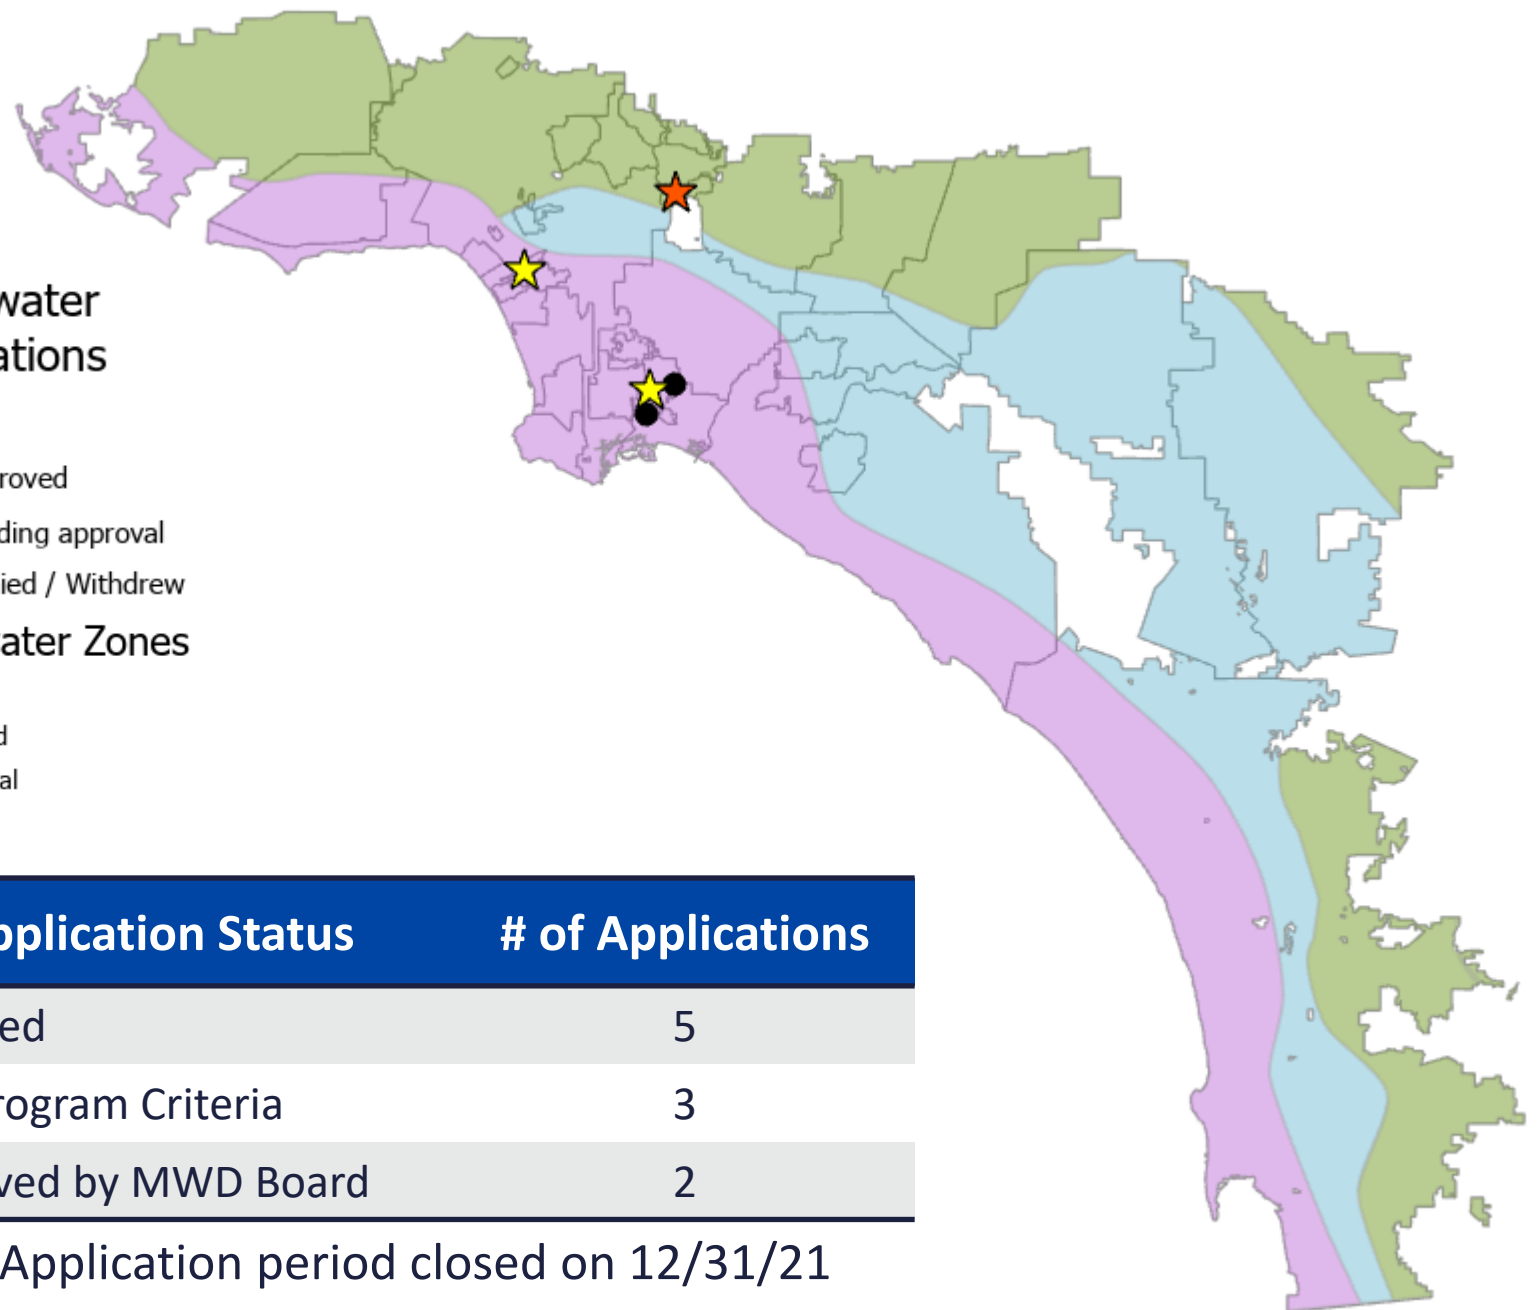 water
ations
roved
ding approval
ied / Withdrew
ater Zones
d
al
pplication Status # of Applications
ed 5
rogram Criteria 3
ved by MWD Board 2
Application period closed on 12/31/21